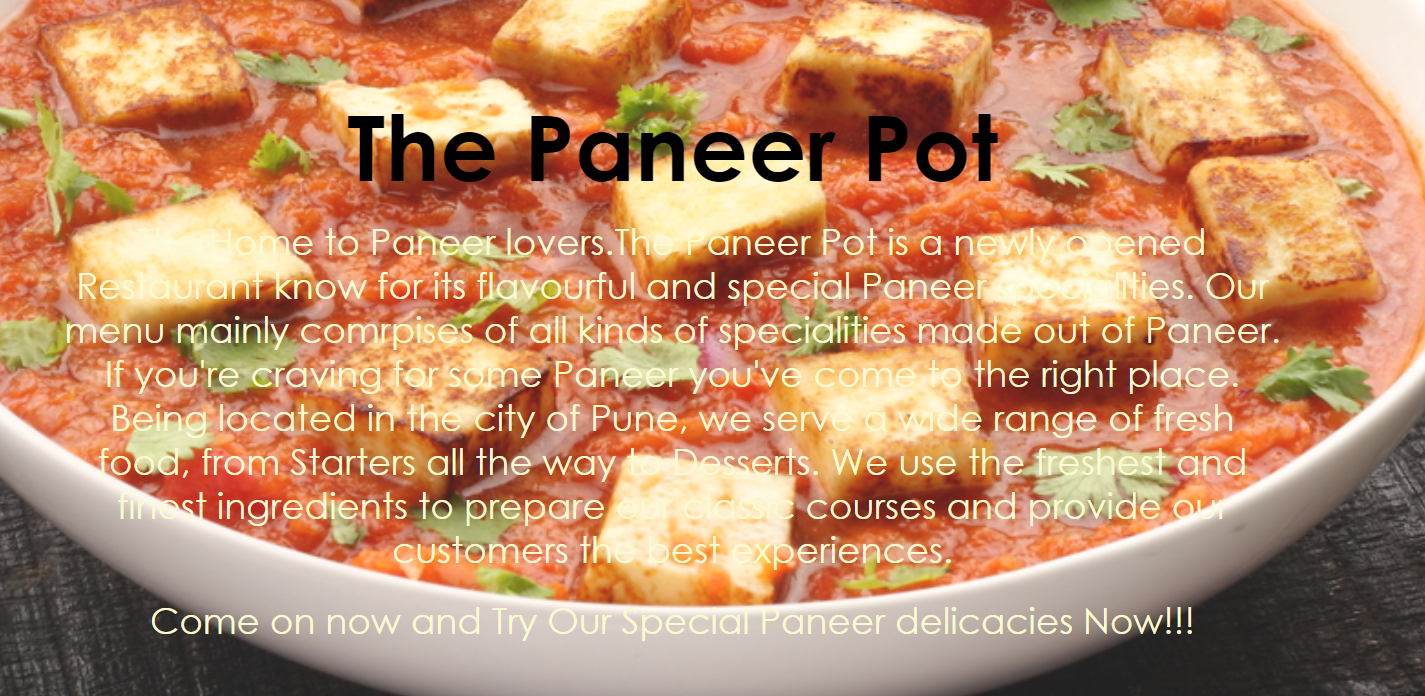 The Paneer Pot
Home to Paneer lovers.The Paneer Pot is a newly opened
Restaurant know for its flavourful and special Paneer speciallities. Our
menu mainly comrpises of all kinds of specialities made out of Paneer.
If you're craving for some Paneer you've come to the right place.
Being located in the city of Pune, we serve a wide range of fresh
food, from Starters all the way to Desserts. We use the freshest and
finest ingredients to prepare our classic courses and provide our
customers the best experiences.
Come on now and Try Our Special Paneer delicacies Now!!!